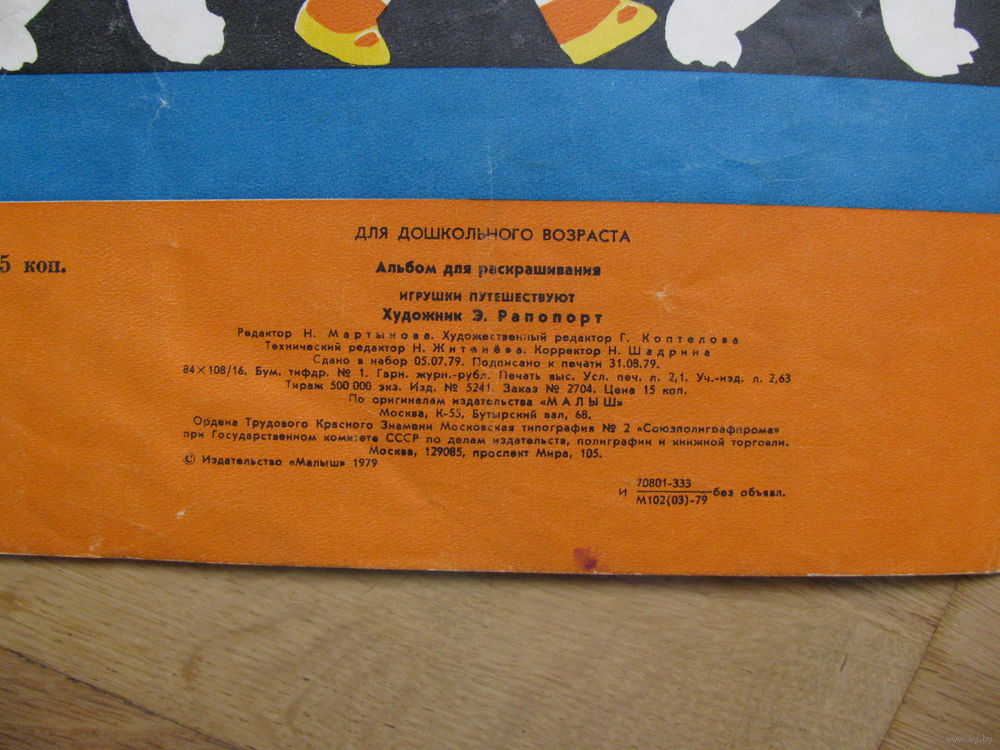 ДЛЯ ДОШКОЛЬНОГО ВОЗРАСТА
5 коп.
Альбом для раскрашивания
ИГРУШКИ ПУТЕШЕСТВУЮТ
Художник Э. Рапопорт
Редактор Н. Мартынова. Художественный редактор Г. Коптелова
Технический редактор Н. Житенёва. Корректор Н. Шадрина
Сдано в набор 05.07.79. Подписано к печати 31.08.79.
84×108/16. Бум. тифдр. № 1. Гарн. журн.-рубл. Печать выс. Усл. печ. л. 2,1. Уч.-изд. л. 2,63
Тираж 500 000 экз. Изд. № 5241. Заказ № 2704. Цена 15 коп.
По оригиналам издательства «МАЛЫШ»
Москва, К-55, Бутырский вал, 68.
Ордена Трудового Красного Знамени Московская типография № 2 «Союзполиграфпрома»
при Государственном комитете СССР по делам издательств, полиграфии и книжной торговли.
Москва, 129085, проспект Мира, 105.
© Издательство «Малыш» 1979
И 70801-333 без объявл.
М102(03)-79
www.ay.by